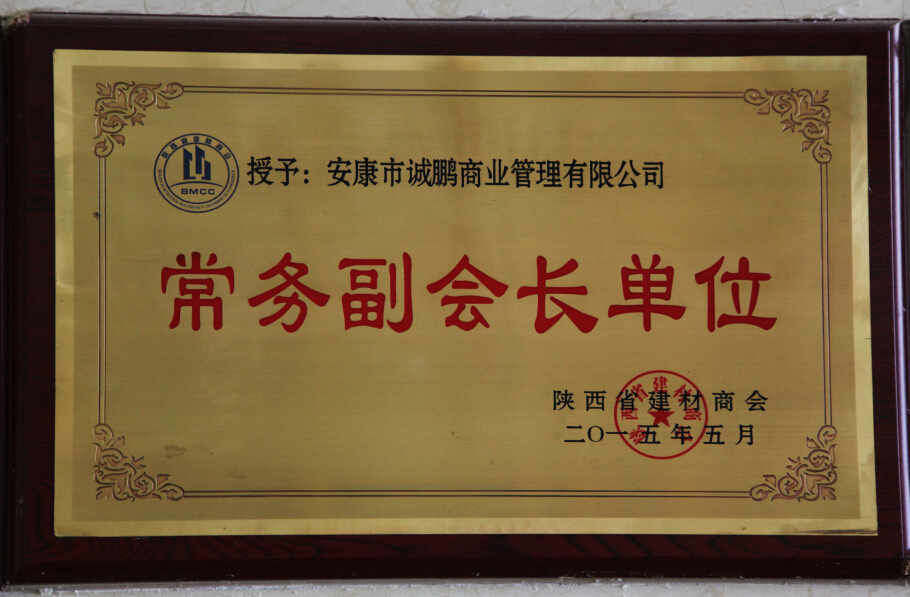 BMCC
授予：安康市诚鹏商业管理有限公司
常务副会长单位
陕西省建材商会
二〇一五年五月